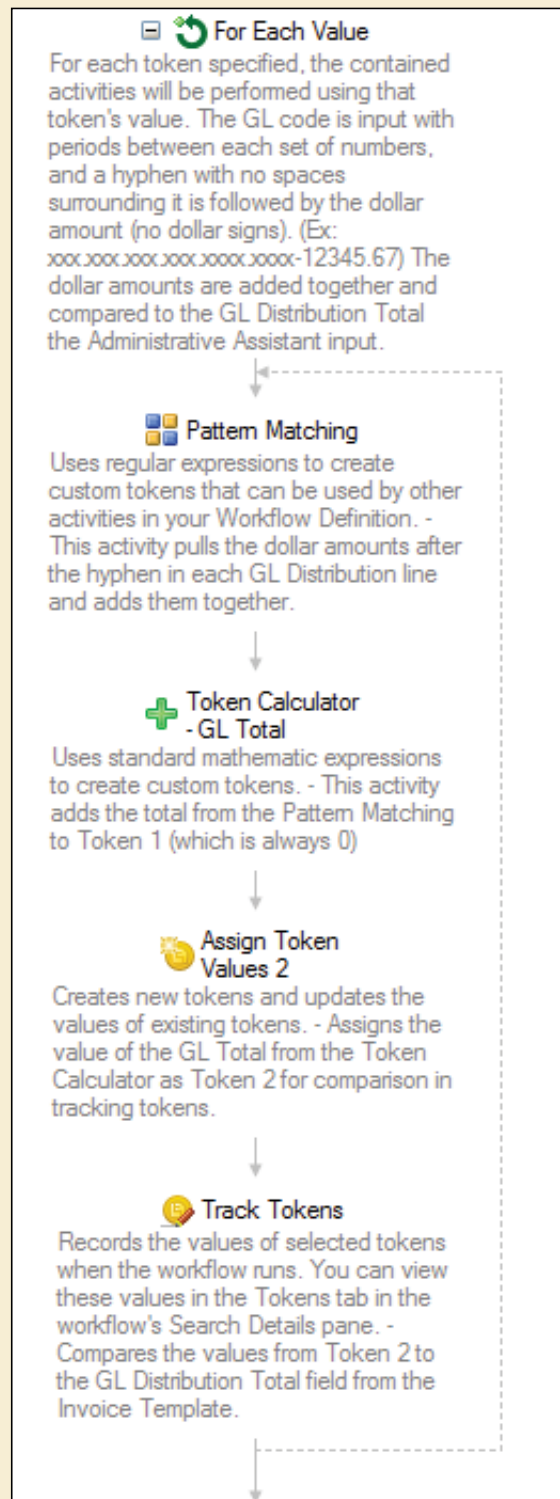 For Each Value
For each token specified, the contained
activities will be performed using that
token's value. The GL code is input with
periods between each set of numbers,
and a hyphen with no spaces
surrounding it is followed by the dollar
amount (no dollar signs). (Ex:
xxx.xxx.xxx.xxx.xxxx.xxxx-12345.67) The
dollar amounts are added together and
compared to the GL Distribution Total
the Administrative Assistant input.
Pattern Matching
Uses regular expressions to create
custom tokens that can be used by other
activities in your Workflow Definition. -
This activity pulls the dollar amounts after
the hyphen in each GL Distribution line
and adds them together.
Token Calculator
- GL Total
Uses standard mathematic expressions
to create custom tokens. - This activity
adds the total from the Pattern Matching
to Token 1 (which is always 0)
Assign Token
Values 2
Creates new tokens and updates the
values of existing tokens. - Assigns the
value of the GL Total from the Token
Calculator as Token 2 for comparison in
tracking tokens.
Track Tokens
Records the values of selected tokens
when the workflow runs. You can view
these values in the Tokens tab in the
workflow's Search Details pane. -
Compares the values from Token 2 to
the GL Distribution Total field from the
Invoice Template.